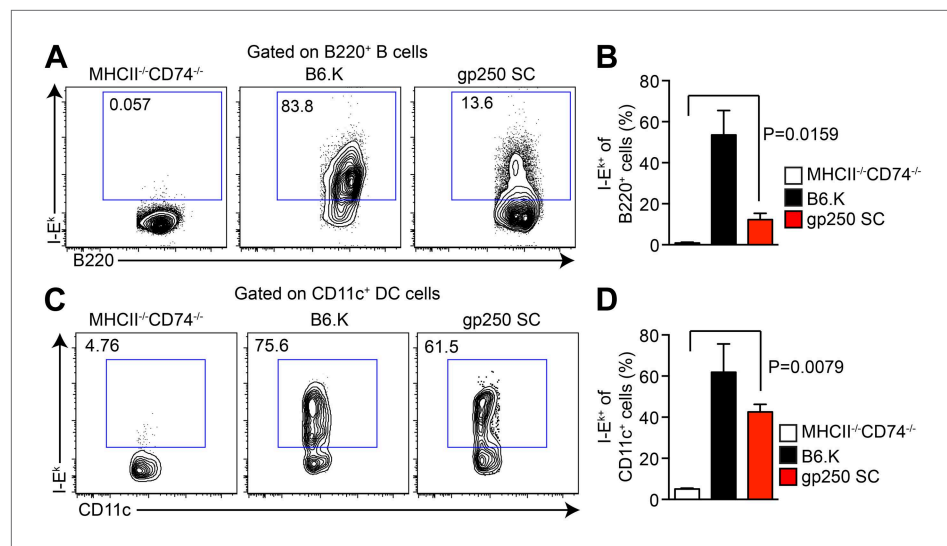 A
Gated on B220⁺ B cells
MHCII⁻/⁻CD74⁻/⁻
B6.K
gp250 SC
0.057
83.8
13.6
I-Eᵏ
B220
B
I-Eᵏ⁺ of
B220⁺ cells (%)
80
60
40
20
0
P=0.0159
MHCII⁻/⁻CD74⁻/⁻
B6.K
gp250 SC
C
Gated on CD11c⁺ DC cells
MHCII⁻/⁻CD74⁻/⁻
B6.K
gp250 SC
4.76
75.6
61.5
I-Eᵏ
CD11c
D
I-Eᵏ⁺ of
CD11c⁺ cells (%)
80
60
40
20
0
P=0.0079
MHCII⁻/⁻CD74⁻/⁻
B6.K
gp250 SC